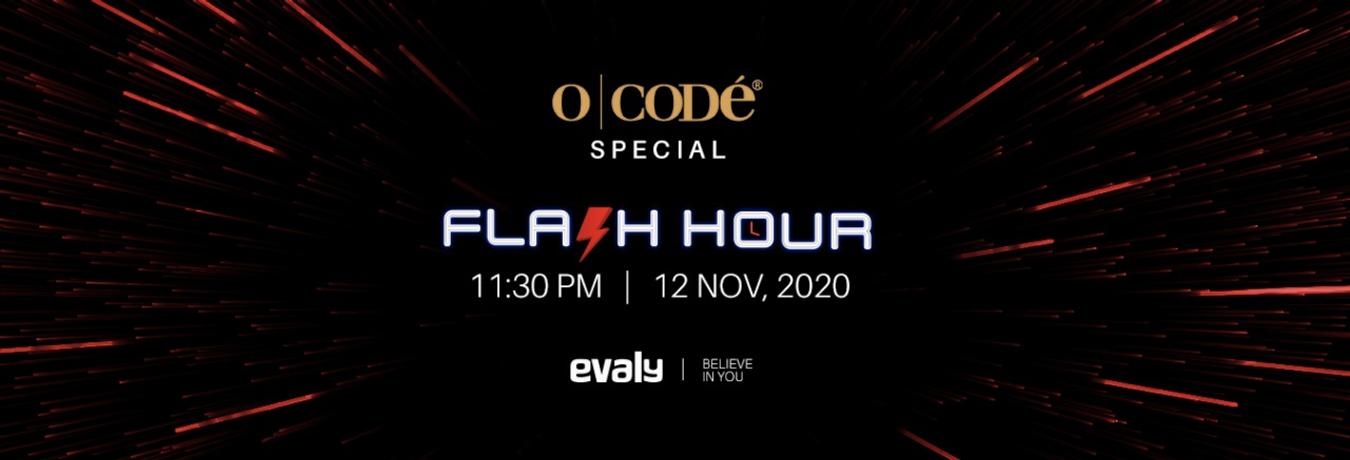 O|CODé®
SPECIAL
FLASH HOUR
11:30 PM | 12 NOV, 2020
evaly | BELIEVE
IN YOU